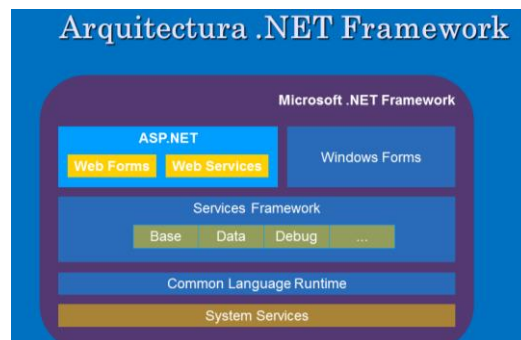 Arquitectura .NET Framework
Microsoft .NET Framework
ASP.NET
Web Forms
Web Services
Windows Forms
Services Framework
Base
Data
Debug
...
Common Language Runtime
System Services